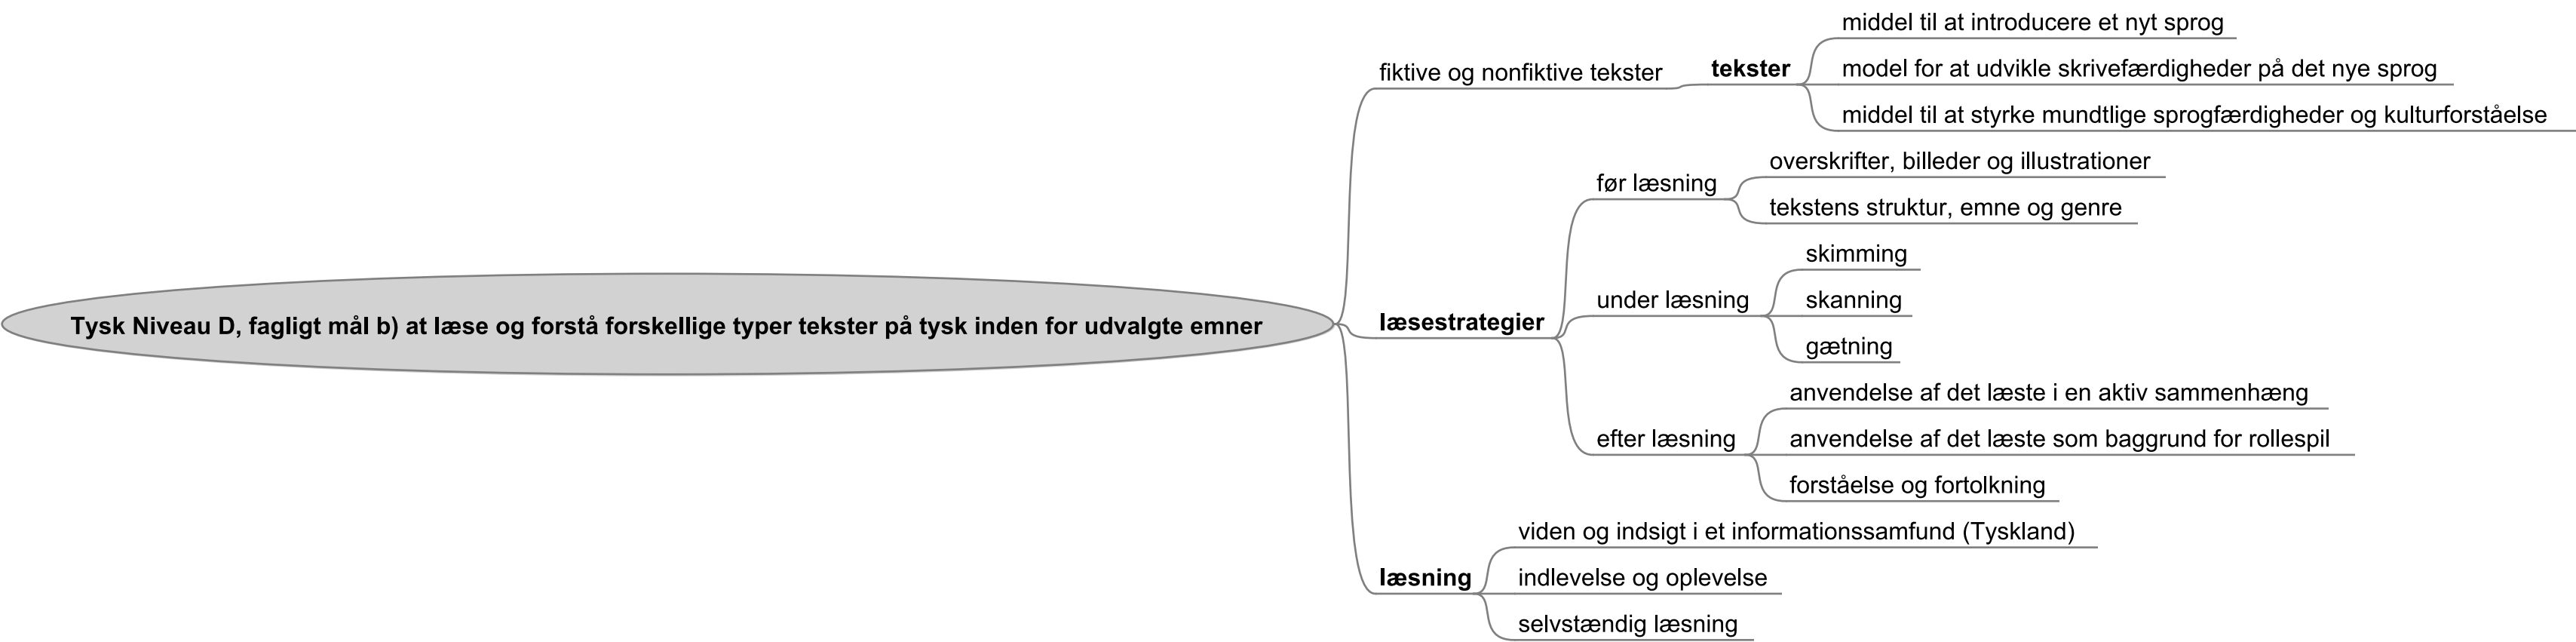 Tysk Niveau D, fagligt mål b) at læse og forstå forskellige typer tekster på tysk inden for udvalgte emner
fiktive og nonfiktive tekster
tekster
middel til at introducere et nyt sprog
model for at udvikle skrivefærdigheder på det nye sprog
middel til at styrke mundtlige sprogfærdigheder og kulturforståelse
læsestrategier
før læsning
overskrifter, billeder og illustrationer
tekstens struktur, emne og genre
under læsning
skimming
skanning
gætning
efter læsning
anvendelse af det læste i en aktiv sammenhæng
anvendelse af det læste som baggrund for rollespil
forståelse og fortolkning
læsning
viden og indsigt i et informationssamfund (Tyskland)
indlevelse og oplevelse
selvstændig læsning